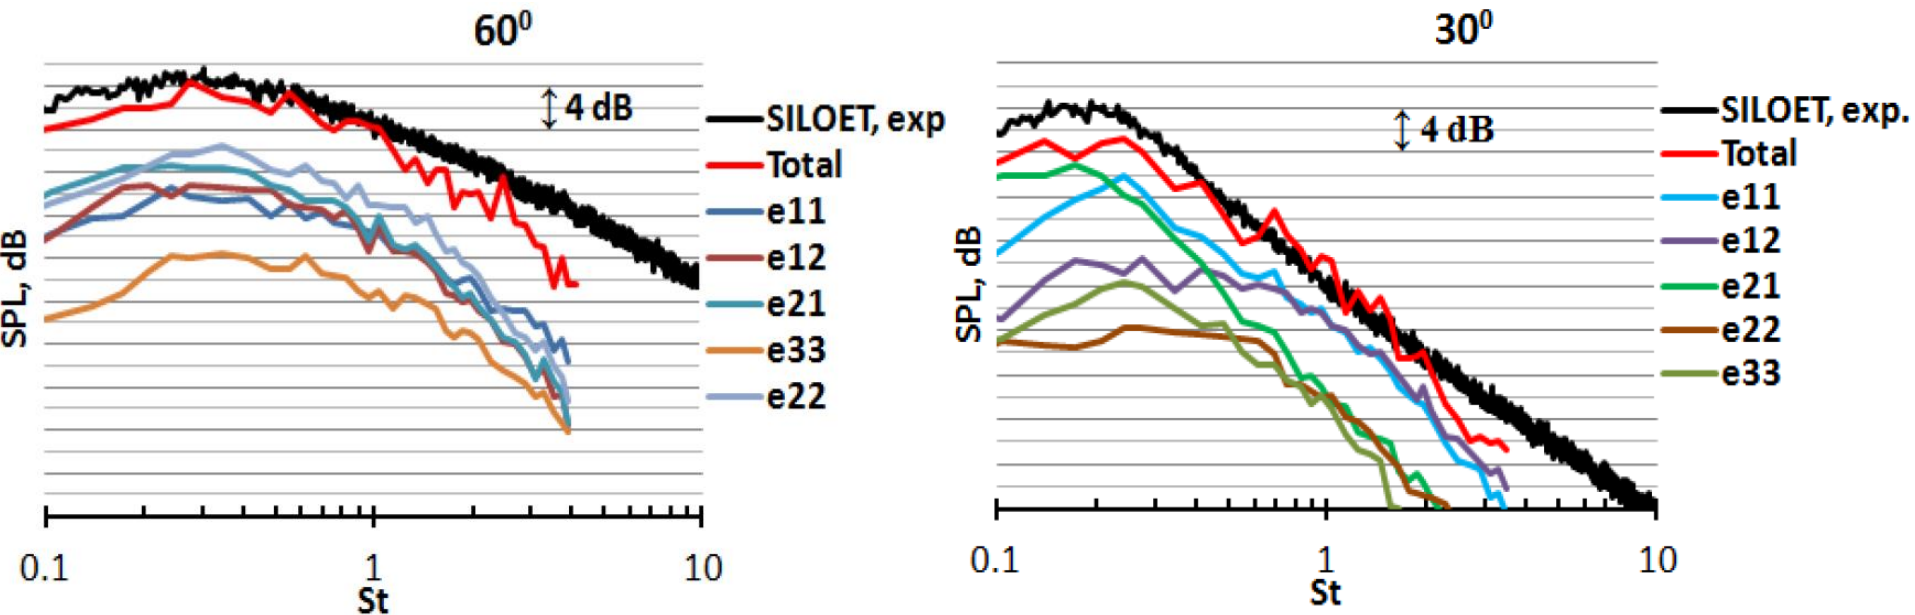 60⁰
4 dB
SILOET, exp
Total
e11
e12
e21
e33
e22
SPL, dB
0.1
1
10
St
30⁰
4 dB
SILOET, exp.
Total
e11
e12
e21
e22
e33
SPL, dB
0.1
1
10
St